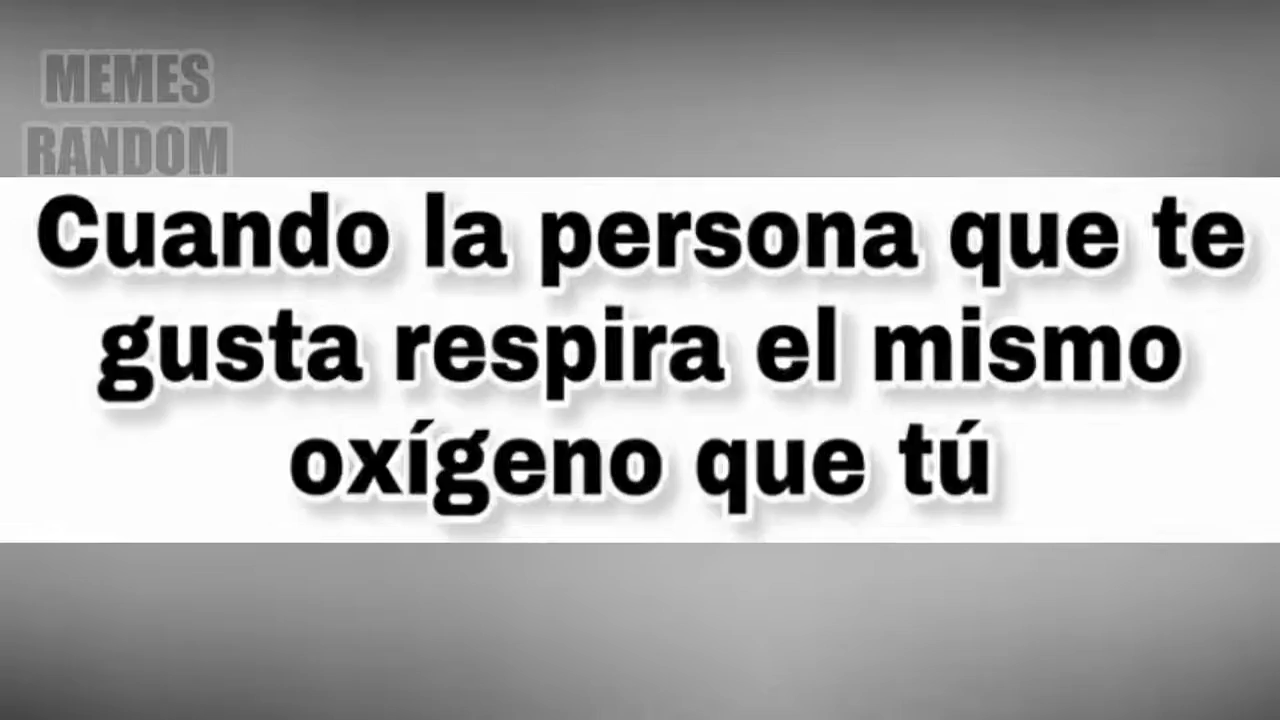 MEMES
RANDOM
Cuando la persona que te
gusta respira el mismo
oxígeno que tú